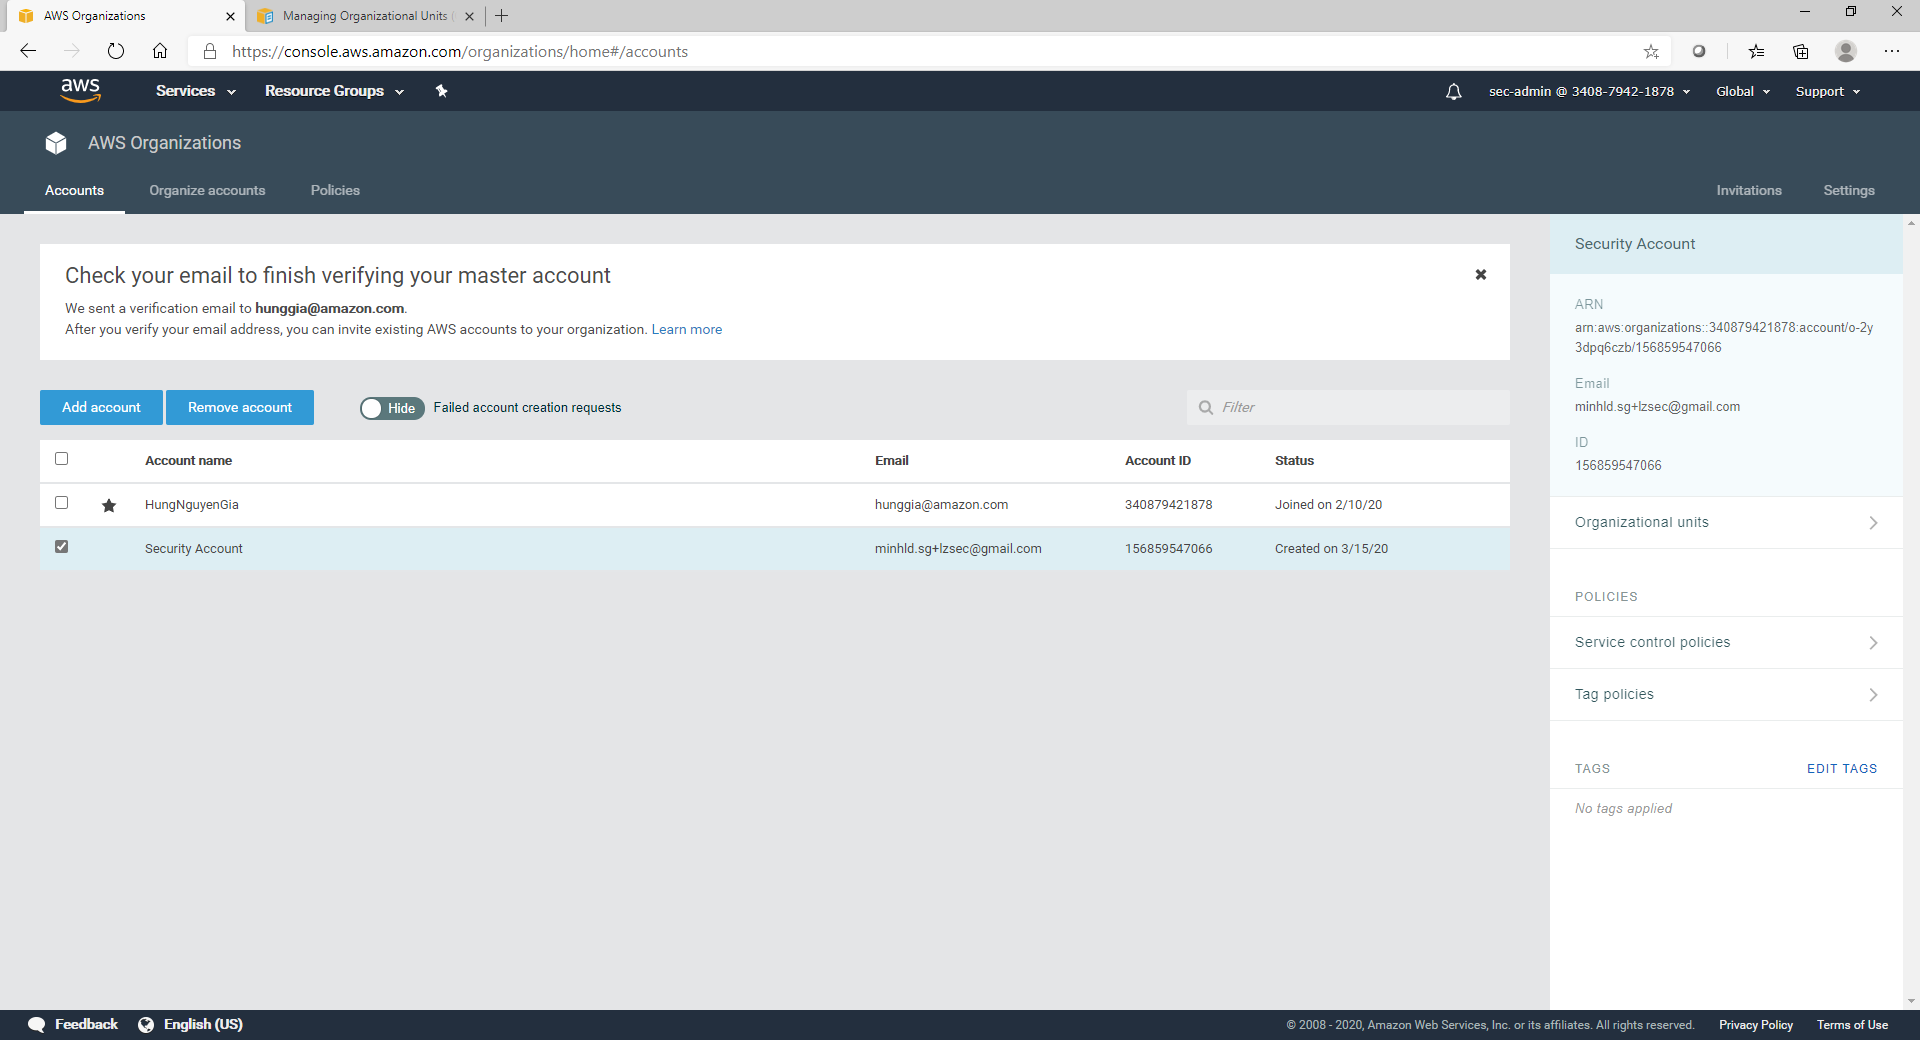 AWS Organizations
Managing Organizational Units
https://console.aws.amazon.com/organizations/home#/accounts
aws
Services
Resource Groups
sec-admin @ 3408-7942-1878
Global
Support
AWS Organizations
Accounts
Organize accounts
Policies
Invitations
Settings
Check your email to finish verifying your master account
We sent a verification email to hunggia@amazon.com.
After you verify your email address, you can invite existing AWS accounts to your organization. Learn more
Add account
Remove account
Hide
Failed account creation requests
Filter
Account name Email Account ID Status
HungNguyenGia hunggia@amazon.com 340879421878 Joined on 2/10/20
Security Account minhld.sg+lzsec@gmail.com 156859547066 Created on 3/15/20
Security Account
ARN
arn:aws:organizations::340879421878:account/o-2y
3dpq6czb/156859547066
Email
minhld.sg+lzsec@gmail.com
ID
156859547066
Organizational units
POLICIES
Service control policies
Tag policies
TAGS
EDIT TAGS
No tags applied
Feedback
English (US)
© 2008 - 2020, Amazon Web Services, Inc. or its affiliates. All rights reserved.
Privacy Policy
Terms of Use